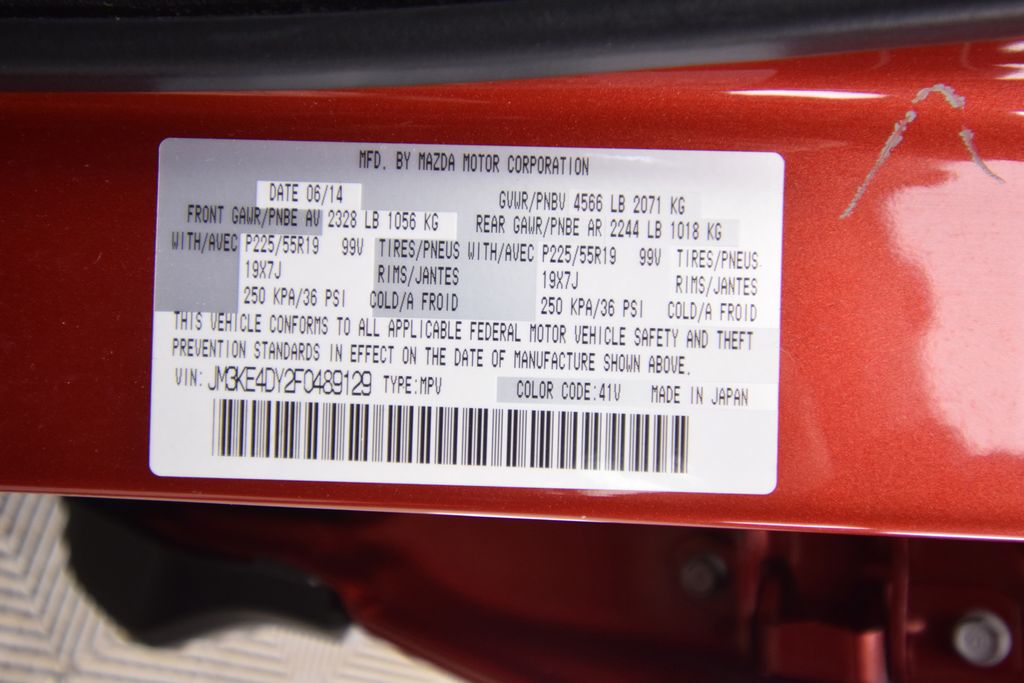 MFD. BY MAZDA MOTOR CORPORATION
DATE 06/14 GVWR/PNBV 4566 LB 2071 KG
FRONT GAWR/PNBE AV 2328 LB 1056 KG REAR GAWR/PNBE AR 2244 LB 1018 KG
WITH/AVEC P225/55R19 99V TIRES/PNEUS WITH/AVEC P225/55R19 99V TIRES/PNEUS
19X7J RIMS/JANTES 19X7J RIMS/JANTES
250 KPA/36 PSI COLD/A FROID 250 KPA/36 PSI COLD/A FROID
THIS VEHICLE CONFORMS TO ALL APPLICABLE FEDERAL MOTOR VEHICLE SAFETY AND THEFT
PREVENTION STANDARDS IN EFFECT ON THE DATE OF MANUFACTURE SHOWN ABOVE.
VIN: JM3KE4DY2F0489129 TYPE:MPV COLOR CODE:41V MADE IN JAPAN